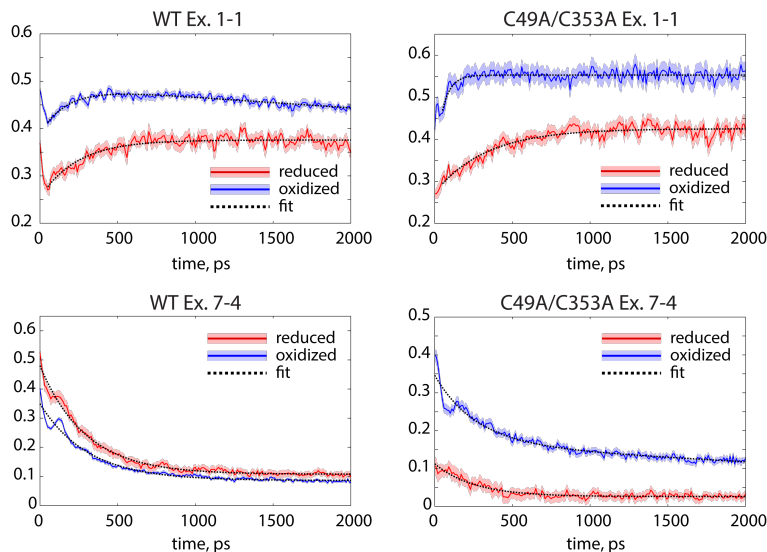 WT Ex. 1-1
0.6
0.5
0.4
0.3
0.2
reduced
oxidized
fit
0 500 1000 1500 2000
time, ps
C49A/C353A Ex. 1-1
0.6
0.5
0.4
0.3
0.2
reduced
oxidized
fit
0 500 1000 1500 2000
time, ps
WT Ex. 7-4
0.6
0.5
0.4
0.3
0.2
0.1
0
reduced
oxidized
fit
0 500 1000 1500 2000
time, ps
C49A/C353A Ex. 7-4
0.5
0.4
0.3
0.2
0.1
0
reduced
oxidized
fit
0 500 1000 1500 2000
time, ps